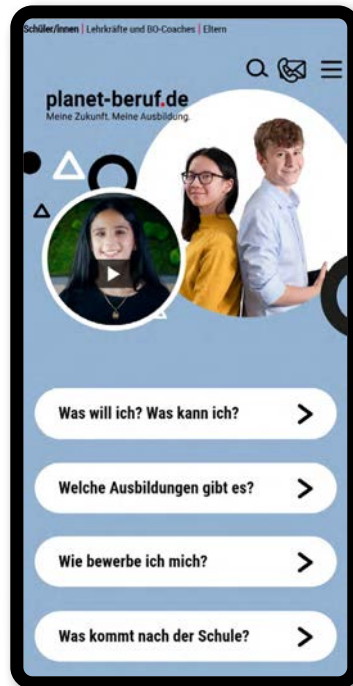 Schüler/innen | Lehrkräfte und BO-Coaches | Eltern
planet-beruf.de
Meine Zukunft. Meine Ausbildung.
Was will ich? Was kann ich?
Welche Ausbildungen gibt es?
Wie bewerbe ich mich?
Was kommt nach der Schule?